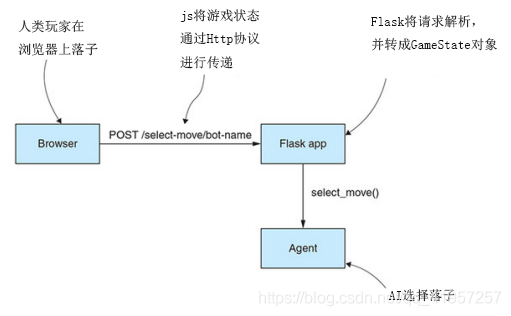 人类玩家在
浏览器上落子
js将游戏状态
通过Http协议
进行传递
Flask将请求解析，
并转成GameState对象
Browser
POST /select-move/bot-name
Flask app
select_move()
Agent
AI选择落子
https://blog.csdn.n